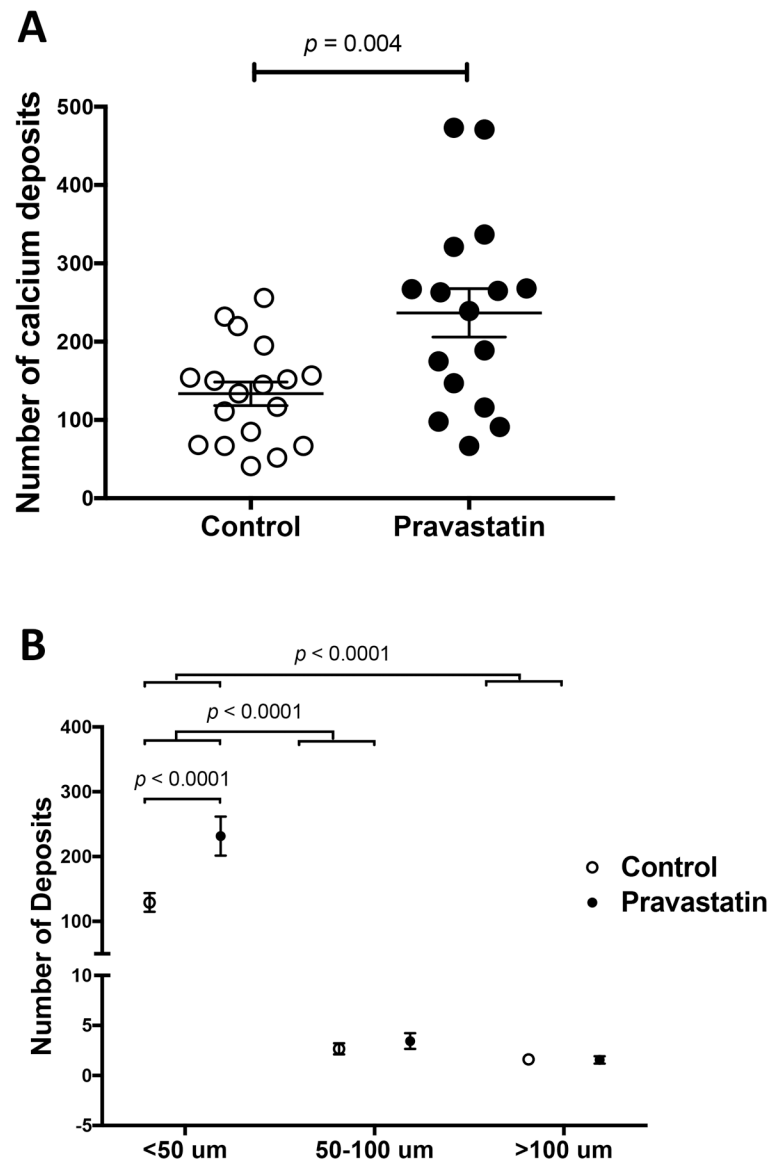 A
p = 0.004
Number of calcium deposits
500
400
300
200
100
0
Control
Pravastatin
B
p < 0.0001
p < 0.0001
p < 0.0001
Number of Deposits
400
300
200
100
10
5
0
-5
<50 um
50-100 um
>100 um
Control
Pravastatin